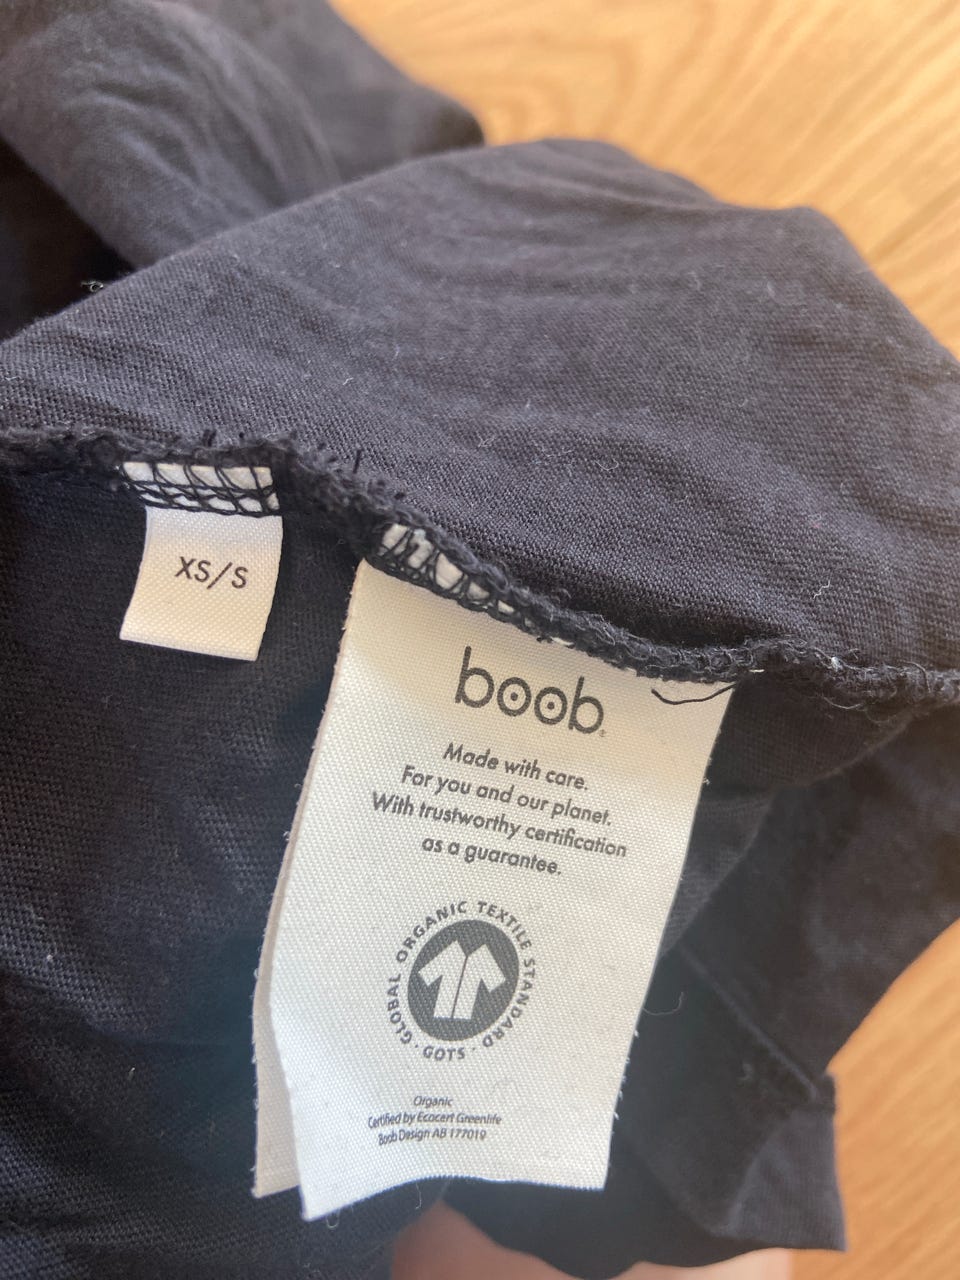 XS/S
boob®
Made with care.
For you and our planet.
With trustworthy certification
as a guarantee.
GLOBAL ORGANIC TEXTILE STANDARD · GOTS ·
Organic
Certified by Ecocert Greenlife
Boob Design AB 177019